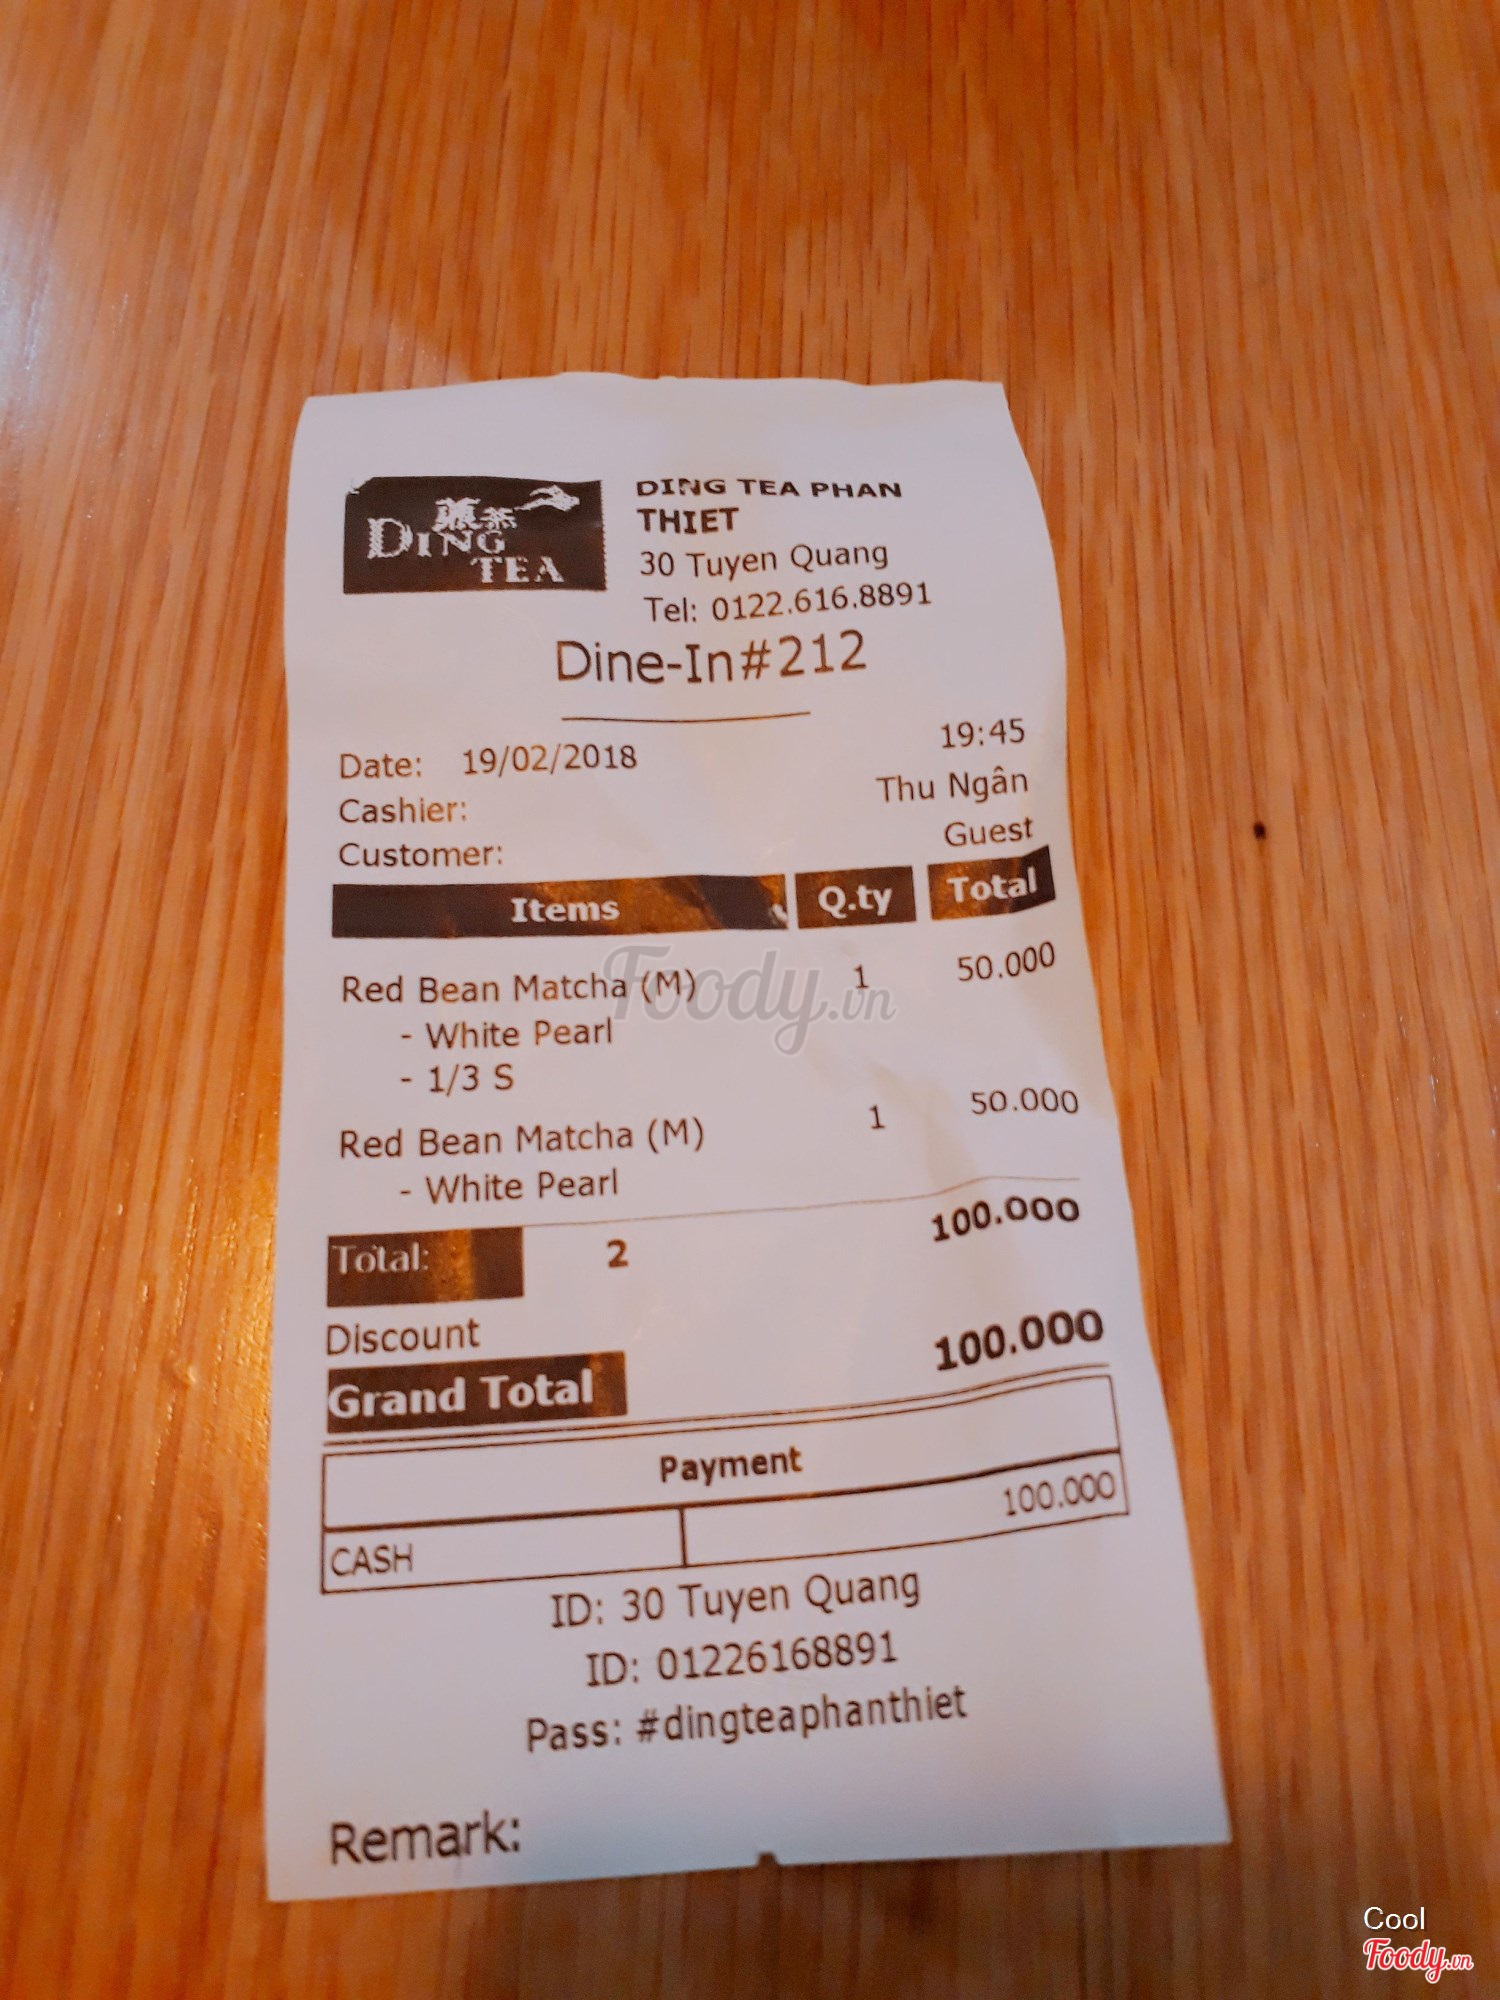 DING TEA
DING TEA PHAN
THIET
30 Tuyen Quang
Tel: 0122.616.8891
Dine-In#212
Date: 19/02/2018 19:45
Cashier: Thu Ngân
Customer: Guest
Items Q.ty Total
Red Bean Matcha (M) 1 50.000
- White Pearl
- 1/3 S
Red Bean Matcha (M) 1 50.000
- White Pearl
Total: 2 100.000
Discount
Grand Total 100.000
Payment
CASH 100.000
ID: 30 Tuyen Quang
ID: 01226168891
Pass: #dingteaphanthiet
Remark:
Foody.vn
Cool
Foody.vn